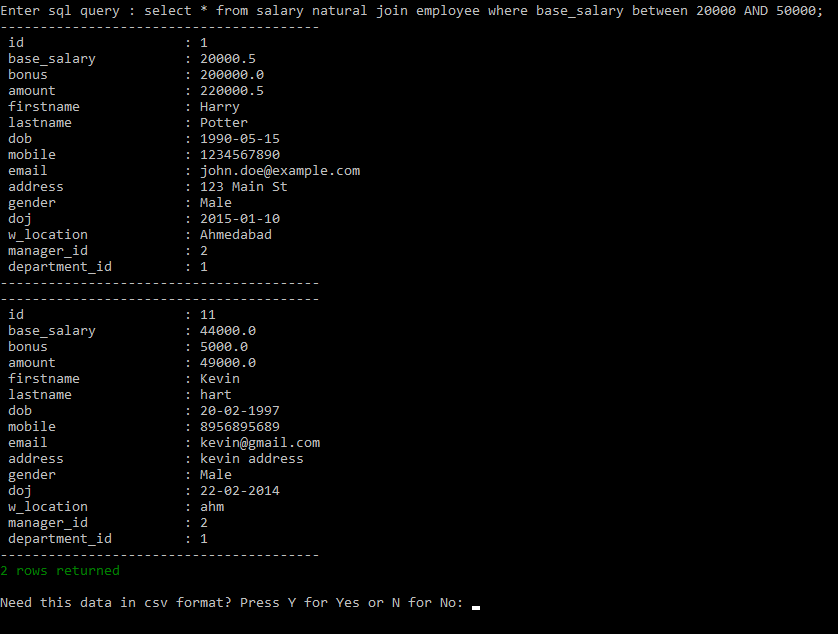 Enter sql query : select * from salary natural join employee where base_salary between 20000 AND 50000;
----------------------------------------
id : 1
base_salary : 20000.5
bonus : 200000.0
amount : 220000.5
firstname : Harry
lastname : Potter
dob : 1990-05-15
mobile : 1234567890
email : john.doe@example.com
address : 123 Main St
gender : Male
doj : 2015-01-10
w_location : Ahmedabad
manager_id : 2
department_id : 1
----------------------------------------
----------------------------------------
id : 11
base_salary : 44000.0
bonus : 5000.0
amount : 49000.0
firstname : Kevin
lastname : hart
dob : 20-02-1997
mobile : 8956895689
email : kevin@gmail.com
address : kevin address
gender : Male
doj : 22-02-2014
w_location : ahm
manager_id : 2
department_id : 1
----------------------------------------
2 rows returned
Need this data in csv format? Press Y for Yes or N for No: